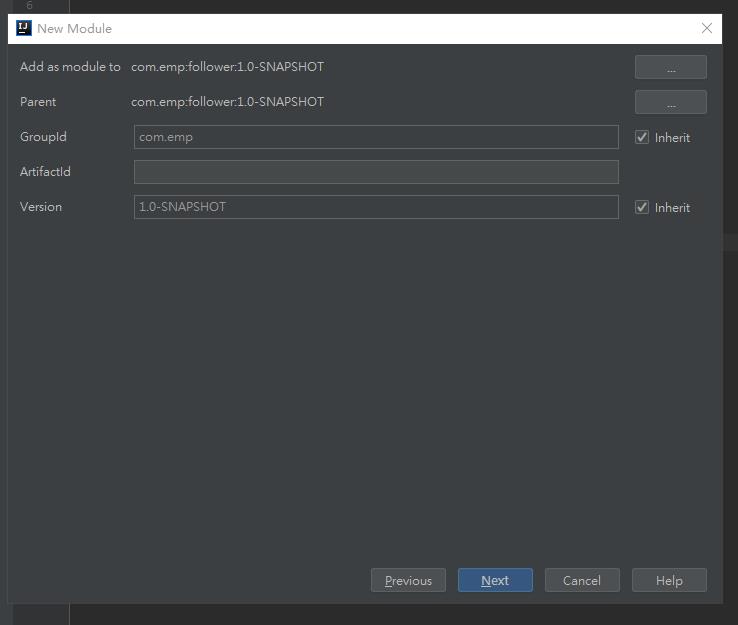 6
New Module
Add as module to com.emp:follower:1.0-SNAPSHOT ...
Parent com.emp:follower:1.0-SNAPSHOT ...
GroupId com.emp Inherit
ArtifactId
Version 1.0-SNAPSHOT Inherit
Previous Next Cancel Help